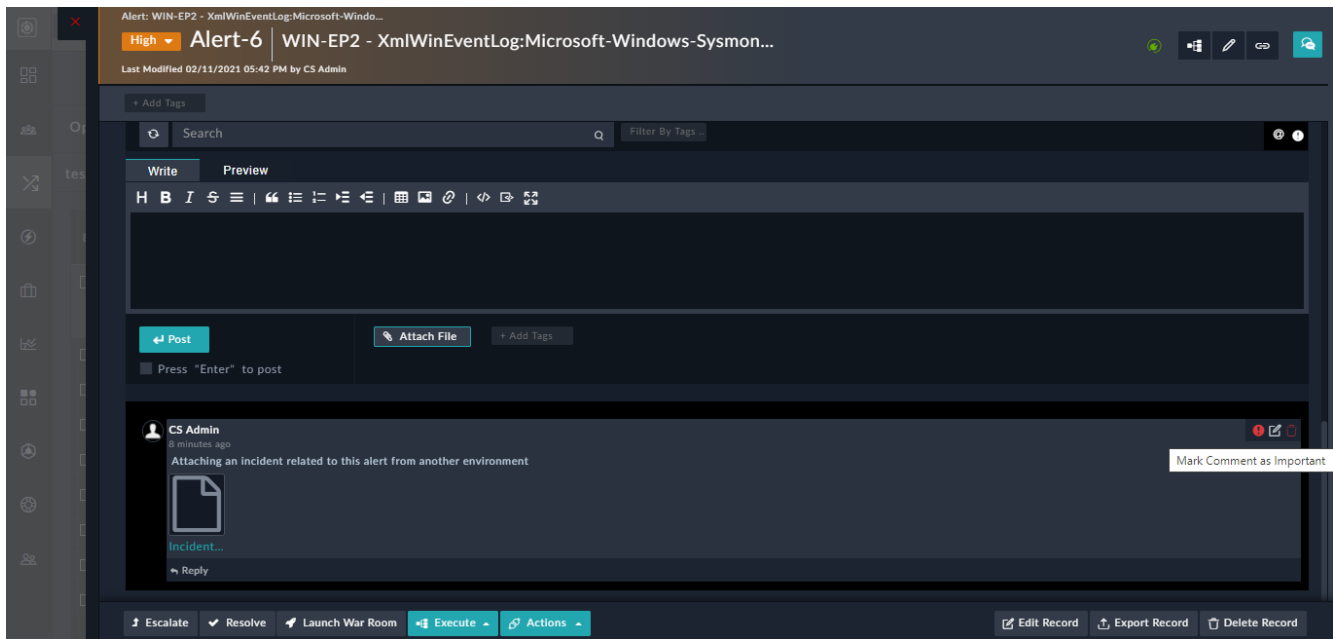 Alert: WIN-EP2 - XmlWinEventLog:Microsoft-Windo...
High Alert-6 WIN-EP2 - XmlWinEventLog:Microsoft-Windows-Sysmon...
Last Modified 02/11/2021 05:42 PM by CS Admin
+ Add Tags
Search Filter By Tags ..
Write Preview
Post Attach File + Add Tags
Press "Enter" to post
CS Admin
8 minutes ago
Attaching an incident related to this alert from another environment
Mark Comment as Important
Incident...
Reply
Escalate Resolve Launch War Room Execute Actions Edit Record Export Record Delete Record